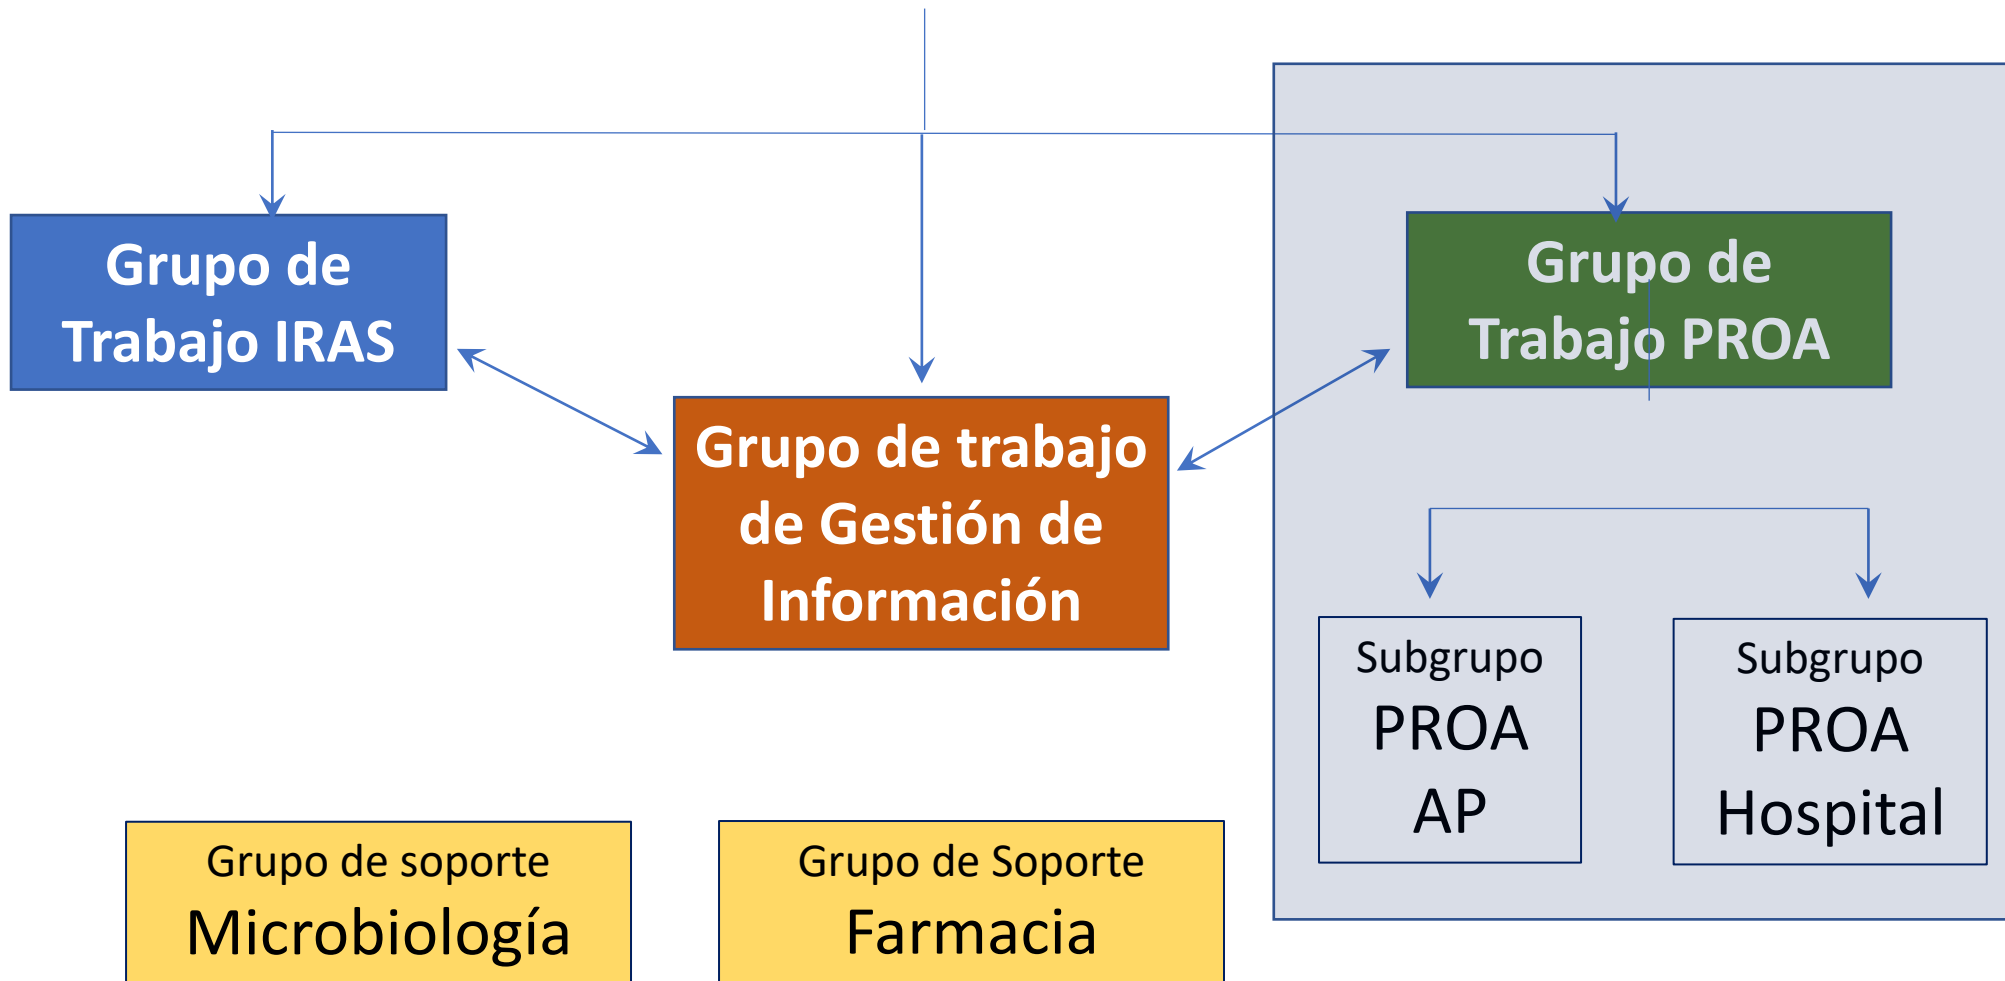 Grupo de
Trabajo IRAS
Grupo de trabajo
de Gestión de
Información
Grupo de
Trabajo PROA
Subgrupo
PROA
AP
Subgrupo
PROA
Hospital
Grupo de soporte
Microbiología
Grupo de Soporte
Farmacia